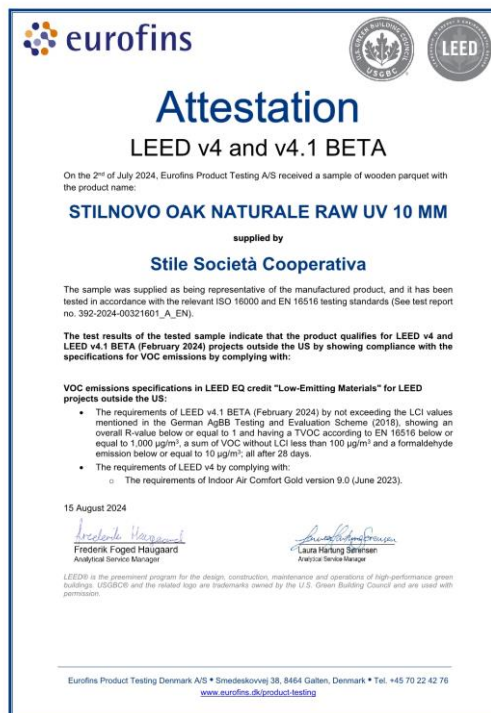 eurofins
U.S. GREEN BUILDING COUNCIL
USGBC
LEED
Attestation
LEED v4 and v4.1 BETA
On the 2nd of July 2024, Eurofins Product Testing A/S received a sample of wooden parquet with
the product name:
STILNOVO OAK NATURALE RAW UV 10 MM
supplied by
Stile Società Cooperativa
The sample was supplied as being representative of the manufactured product, and it has been
tested in accordance with the relevant ISO 16000 and EN 16516 testing standards (See test report
no. 392-2024-00321601_A_EN).
The test results of the tested sample indicate that the product qualifies for LEED v4 and
LEED v4.1 BETA (February 2024) projects outside the US by showing compliance with the
specifications for VOC emissions by complying with:
VOC emissions specifications in LEED EQ credit "Low-Emitting Materials" for LEED
projects outside the US:
• The requirements of LEED v4.1 BETA (February 2024) by not exceeding the LCI values
mentioned in the German AgBB Testing and Evaluation Scheme (2018), showing an
overall R-value below or equal to 1 and having a TVOC according to EN 16516 below or
equal to 1,000 µg/m³, a sum of VOC without LCI less than 100 µg/m³ and a formaldehyde
emission below or equal to 10 µg/m³; all after 28 days.
• The requirements of LEED v4 by complying with:
○ The requirements of Indoor Air Comfort Gold version 9.0 (June 2023).
15 August 2024
Frederik Foged Haugaard
Analytical Service Manager
Laura Hartung Sørensen
Analytical Service Manager
LEED® is the preeminent program for the design, construction, maintenance and operations of high-performance green
buildings. USGBC® and the related logo are trademarks owned by the U.S. Green Building Council and are used with
permission.
Eurofins Product Testing Denmark A/S • Smedeskovvej 38, 8464 Galten, Denmark • Tel. +45 70 22 42 76
www.eurofins.dk/product-testing